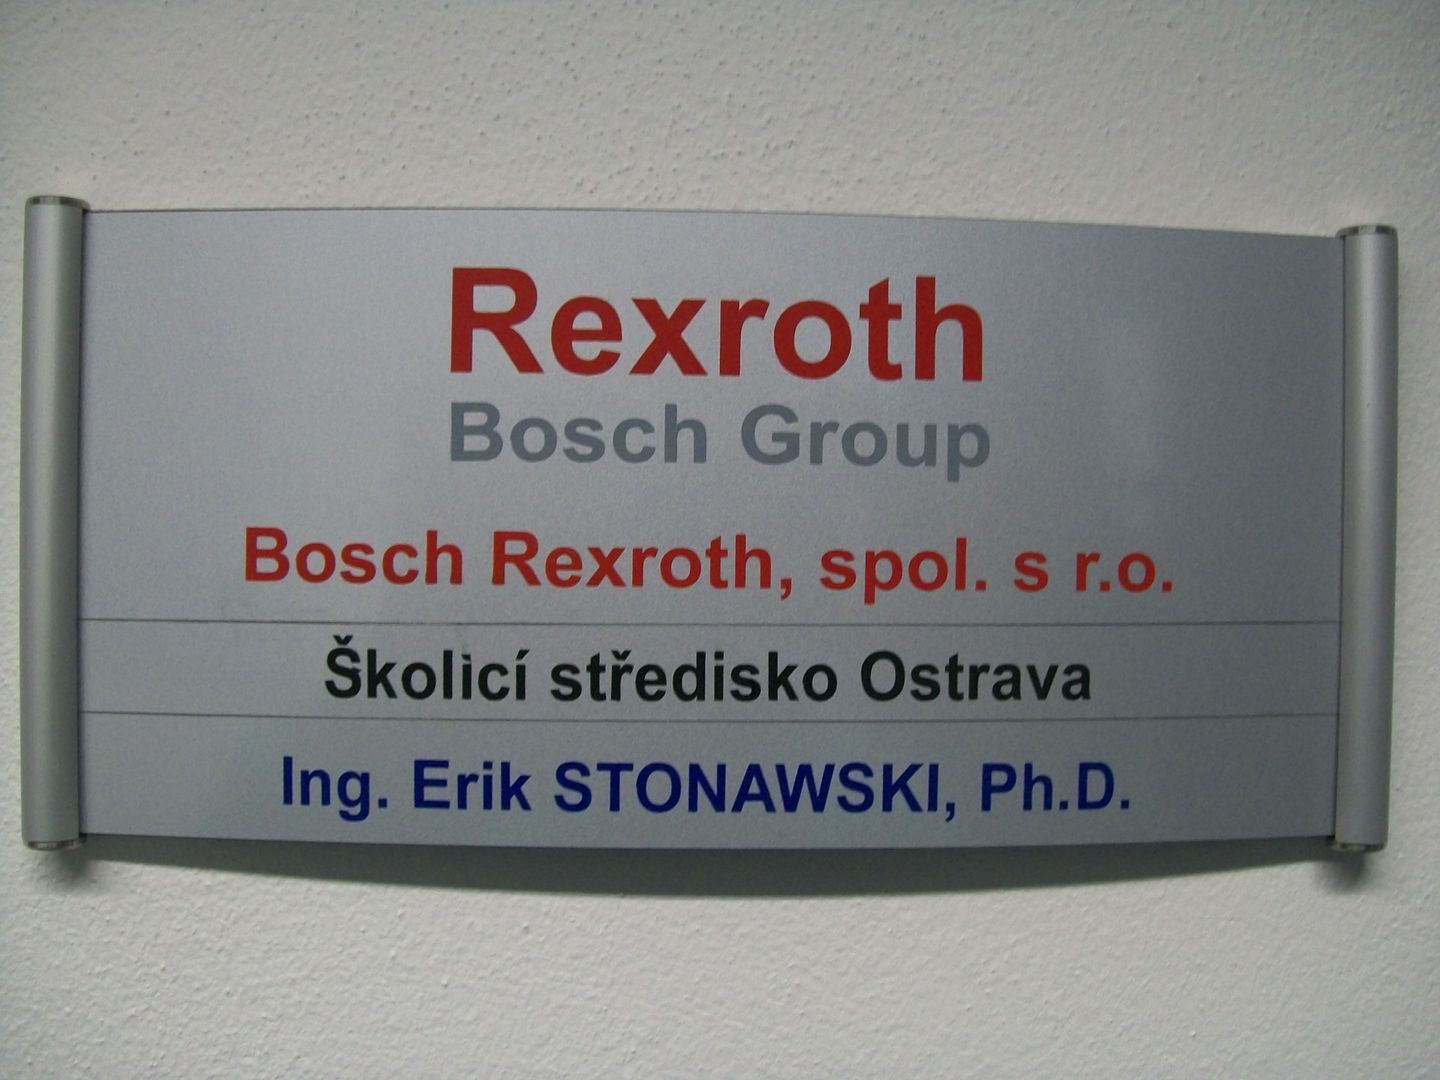 Rexroth
Bosch Group
Bosch Rexroth, spol. s r.o.
Školicí středisko Ostrava
Ing. Erik STONAWSKI, Ph.D.